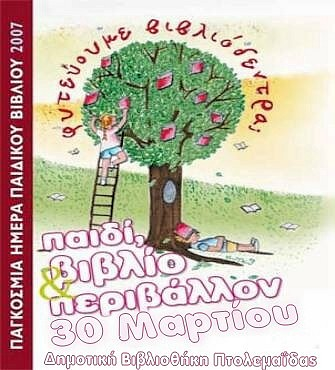 ΠΑΓΚΟΣΜΙΑ ΗΜΕΡΑ ΠΑΙΔΙΚΟΥ ΒΙΒΛΙΟΥ 2007
φυτεύουμε βιβλιόδεντρα;
παιδί,
βιβλίο
& περιβάλλον
30 Μαρτίου
Δημοτική Βιβλιοθήκη Πτολεμαΐδας